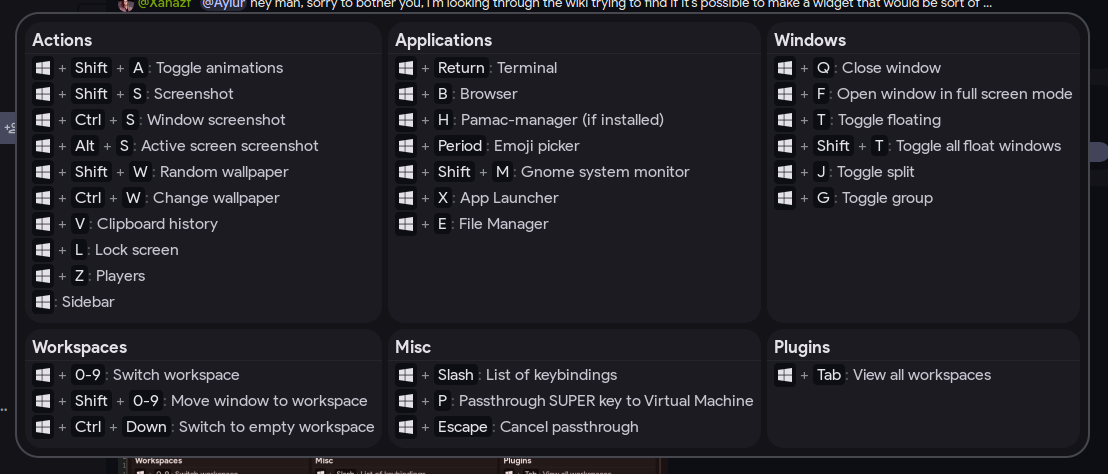 @Xanazf @Aylur hey man, sorry to bother you, i'm looking through the wiki trying to find if it's possible to make a widget that would be sort of ...
Actions
+ Shift + A : Toggle animations
+ Shift + S : Screenshot
+ Ctrl + S : Window screenshot
+ Alt + S : Active screen screenshot
+ Shift + W : Random wallpaper
+ Ctrl + W : Change wallpaper
+ V : Clipboard history
+ L : Lock screen
+ Z : Players
: Sidebar
Applications
+ Return : Terminal
+ B : Browser
+ H : Pamac-manager (if installed)
+ Period : Emoji picker
+ Shift + M : Gnome system monitor
+ X : App Launcher
+ E : File Manager
Windows
+ Q : Close window
+ F : Open window in full screen mode
+ T : Toggle floating
+ Shift + T : Toggle all float windows
+ J : Toggle split
+ G : Toggle group
Workspaces
+ 0-9 : Switch workspace
+ Shift + 0-9 : Move window to workspace
+ Ctrl + Down : Switch to empty workspace
Misc
+ Slash : List of keybindings
+ P : Passthrough SUPER key to Virtual Machine
+ Escape : Cancel passthrough
Plugins
+ Tab : View all workspaces
Workspaces
Misc
Plugins